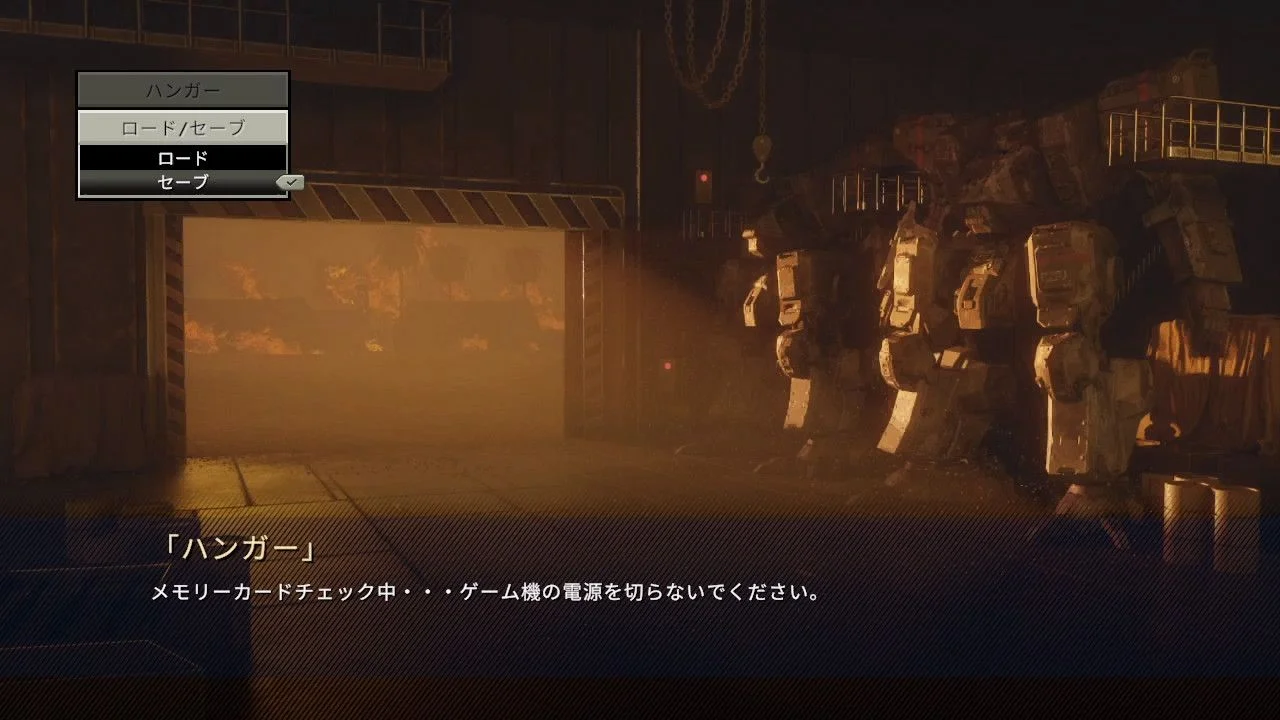 ハンガー
ロード/セーブ
ロード
セーブ
「ハンガー」
メモリーカードチェック中・・・ゲーム機の電源を切らないでください。